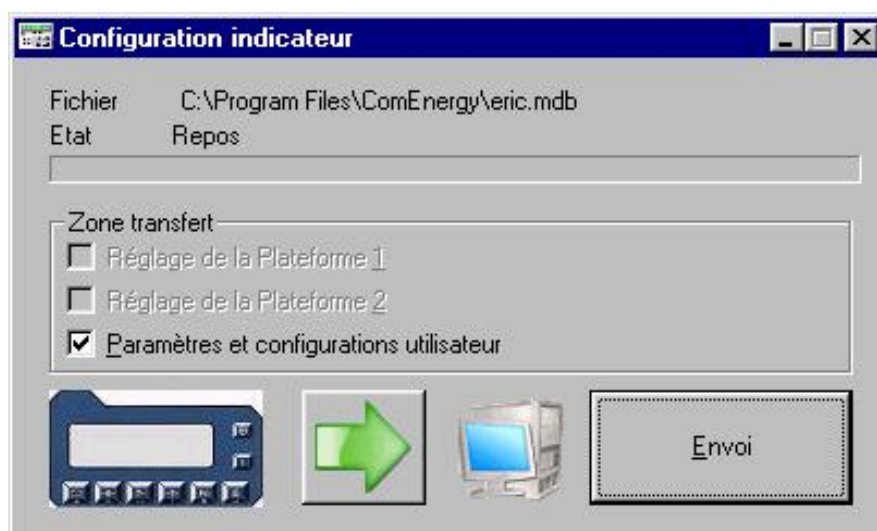 Configuration indicateur
Fichier C:\Program Files\ComEnergy\eric.mdb
Etat Repos
Zone transfert
Réglage de la Plateforme 1
Réglage de la Plateforme 2
Paramètres et configurations utilisateur
Envoi